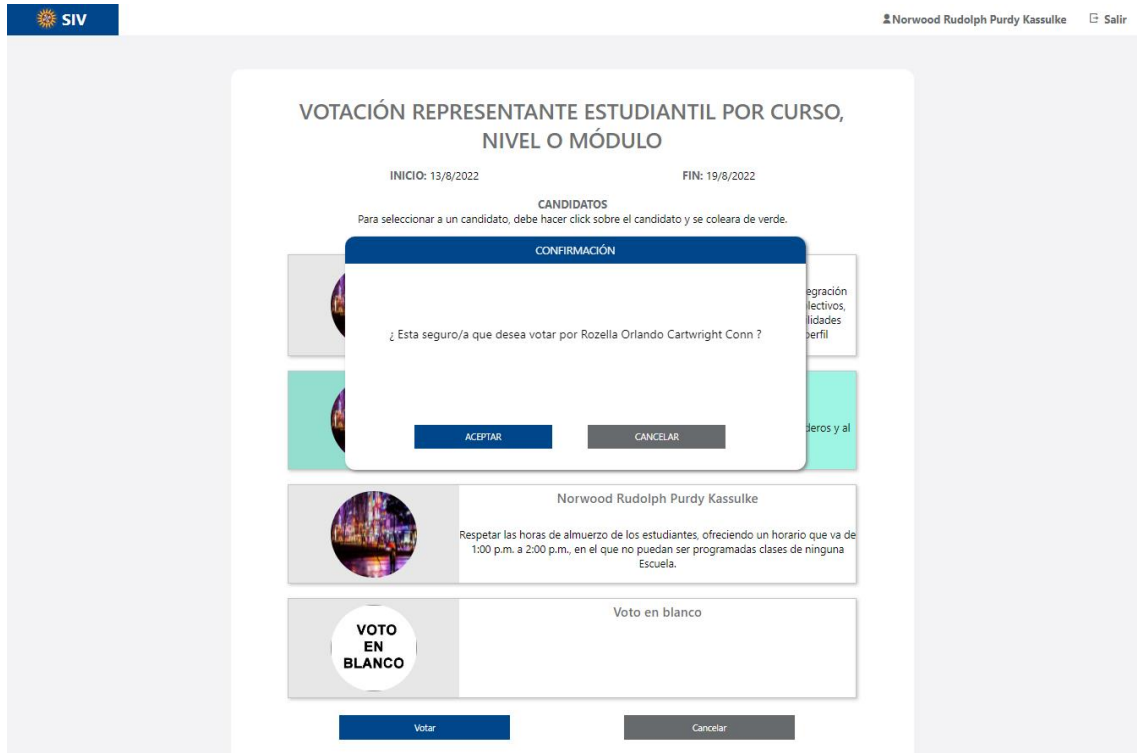 SIV
Norwood Rudolph Purdy Kassulke
Salir
VOTACIÓN REPRESENTANTE ESTUDIANTIL POR CURSO,
NIVEL O MÓDULO
INICIO: 13/8/2022
FIN: 19/8/2022
CANDIDATOS
Para seleccionar a un candidato, debe hacer click sobre el candidato y se coleara de verde.
CONFIRMACIÓN
¿ Esta seguro/a que desea votar por Rozella Orlando Cartwright Conn ?
ACEPTAR
CANCELAR
perfil
y al
Norwood Rudolph Purdy Kassulke
Respetar las horas de almuerzo de los estudiantes, ofreciendo un horario que va de
1:00 p.m. a 2:00 p.m., en el que no puedan ser programadas clases de ninguna
Escuela.
VOTO
EN
BLANCO
Voto en blanco
Votar
Cancelar